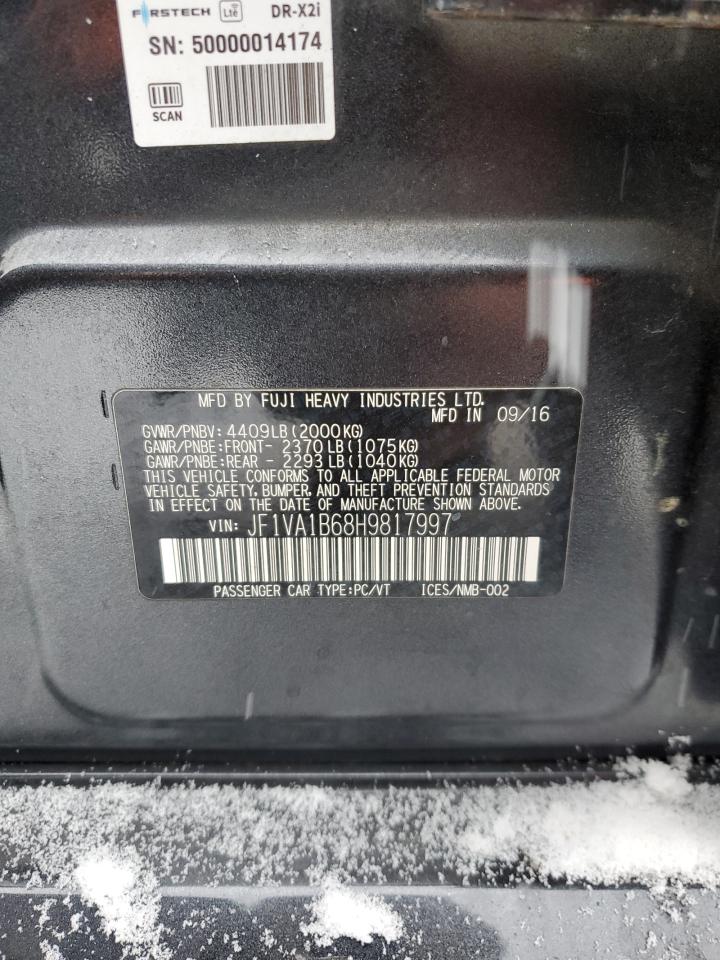 FIRSTECH LTE DR-X2i
SN: 50000014174
SCAN
MFD BY FUJI HEAVY INDUSTRIES LTD.
MFD IN 09/16
GVWR/PNBV: 4409LB(2000KG)
GAWR/PNBE:FRONT- 2370LB(1075KG)
GAWR/PNBE:REAR - 2293LB(1040KG)
THIS VEHICLE CONFORMS TO ALL APPLICABLE FEDERAL MOTOR
VEHICLE SAFETY, BUMPER, AND THEFT PREVENTION STANDARDS
IN EFFECT ON THE DATE OF MANUFACTURE SHOWN ABOVE.
VIN: JF1VA1B68H9817997
PASSENGER CAR TYPE:PC/VT ICES/NMB-002